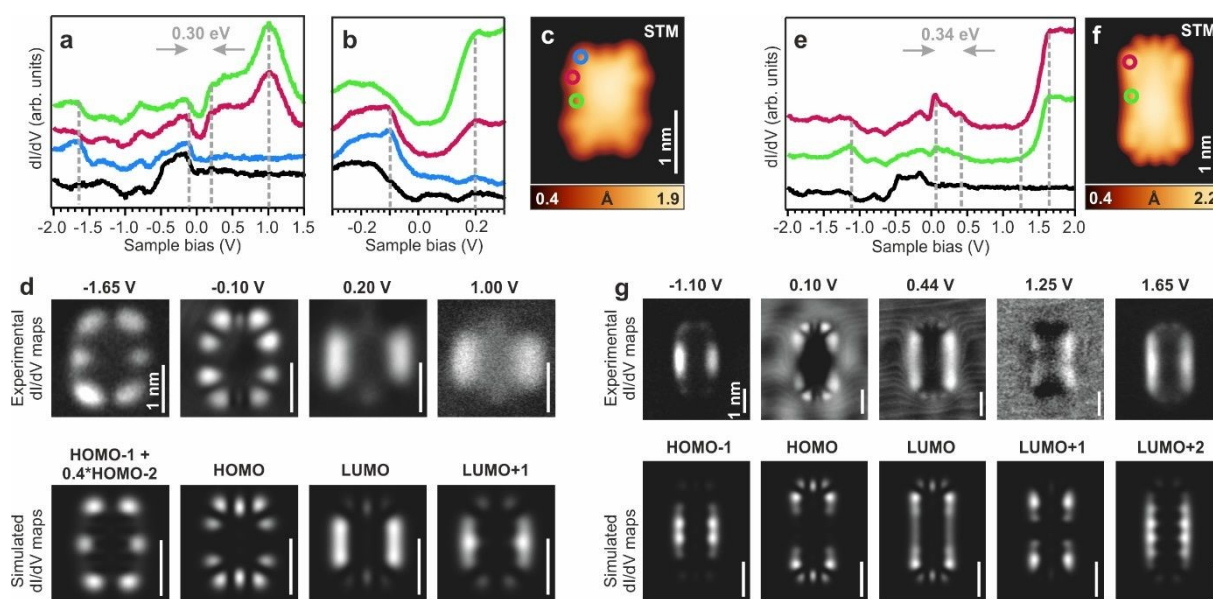 a
0.30 eV
dI/dV (arb. units)
-2.0 -1.5 -1.0 -0.5 0.0 0.5 1.0 1.5
Sample bias (V)
b
0.0 0.2
Sample bias (V)
c STM
1 nm
0.4 Å 1.9
e
0.34 eV
dI/dV (arb. units)
-2.0 -1.5 -1.0 -0.5 0.0 0.5 1.0 1.5 2.0
Sample bias (V)
f STM
1 nm
0.4 Å 2.2
d
-1.65 V -0.10 V 0.20 V 1.00 V
Experimental
dI/dV maps
1 nm
HOMO-1 +
0.4*HOMO-2 HOMO LUMO LUMO+1
Simulated
dI/dV maps
g
-1.10 V 0.10 V 0.44 V 1.25 V 1.65 V
Experimental
dI/dV maps
1 nm
HOMO-1 HOMO LUMO LUMO+1 LUMO+2
Simulated
dI/dV maps